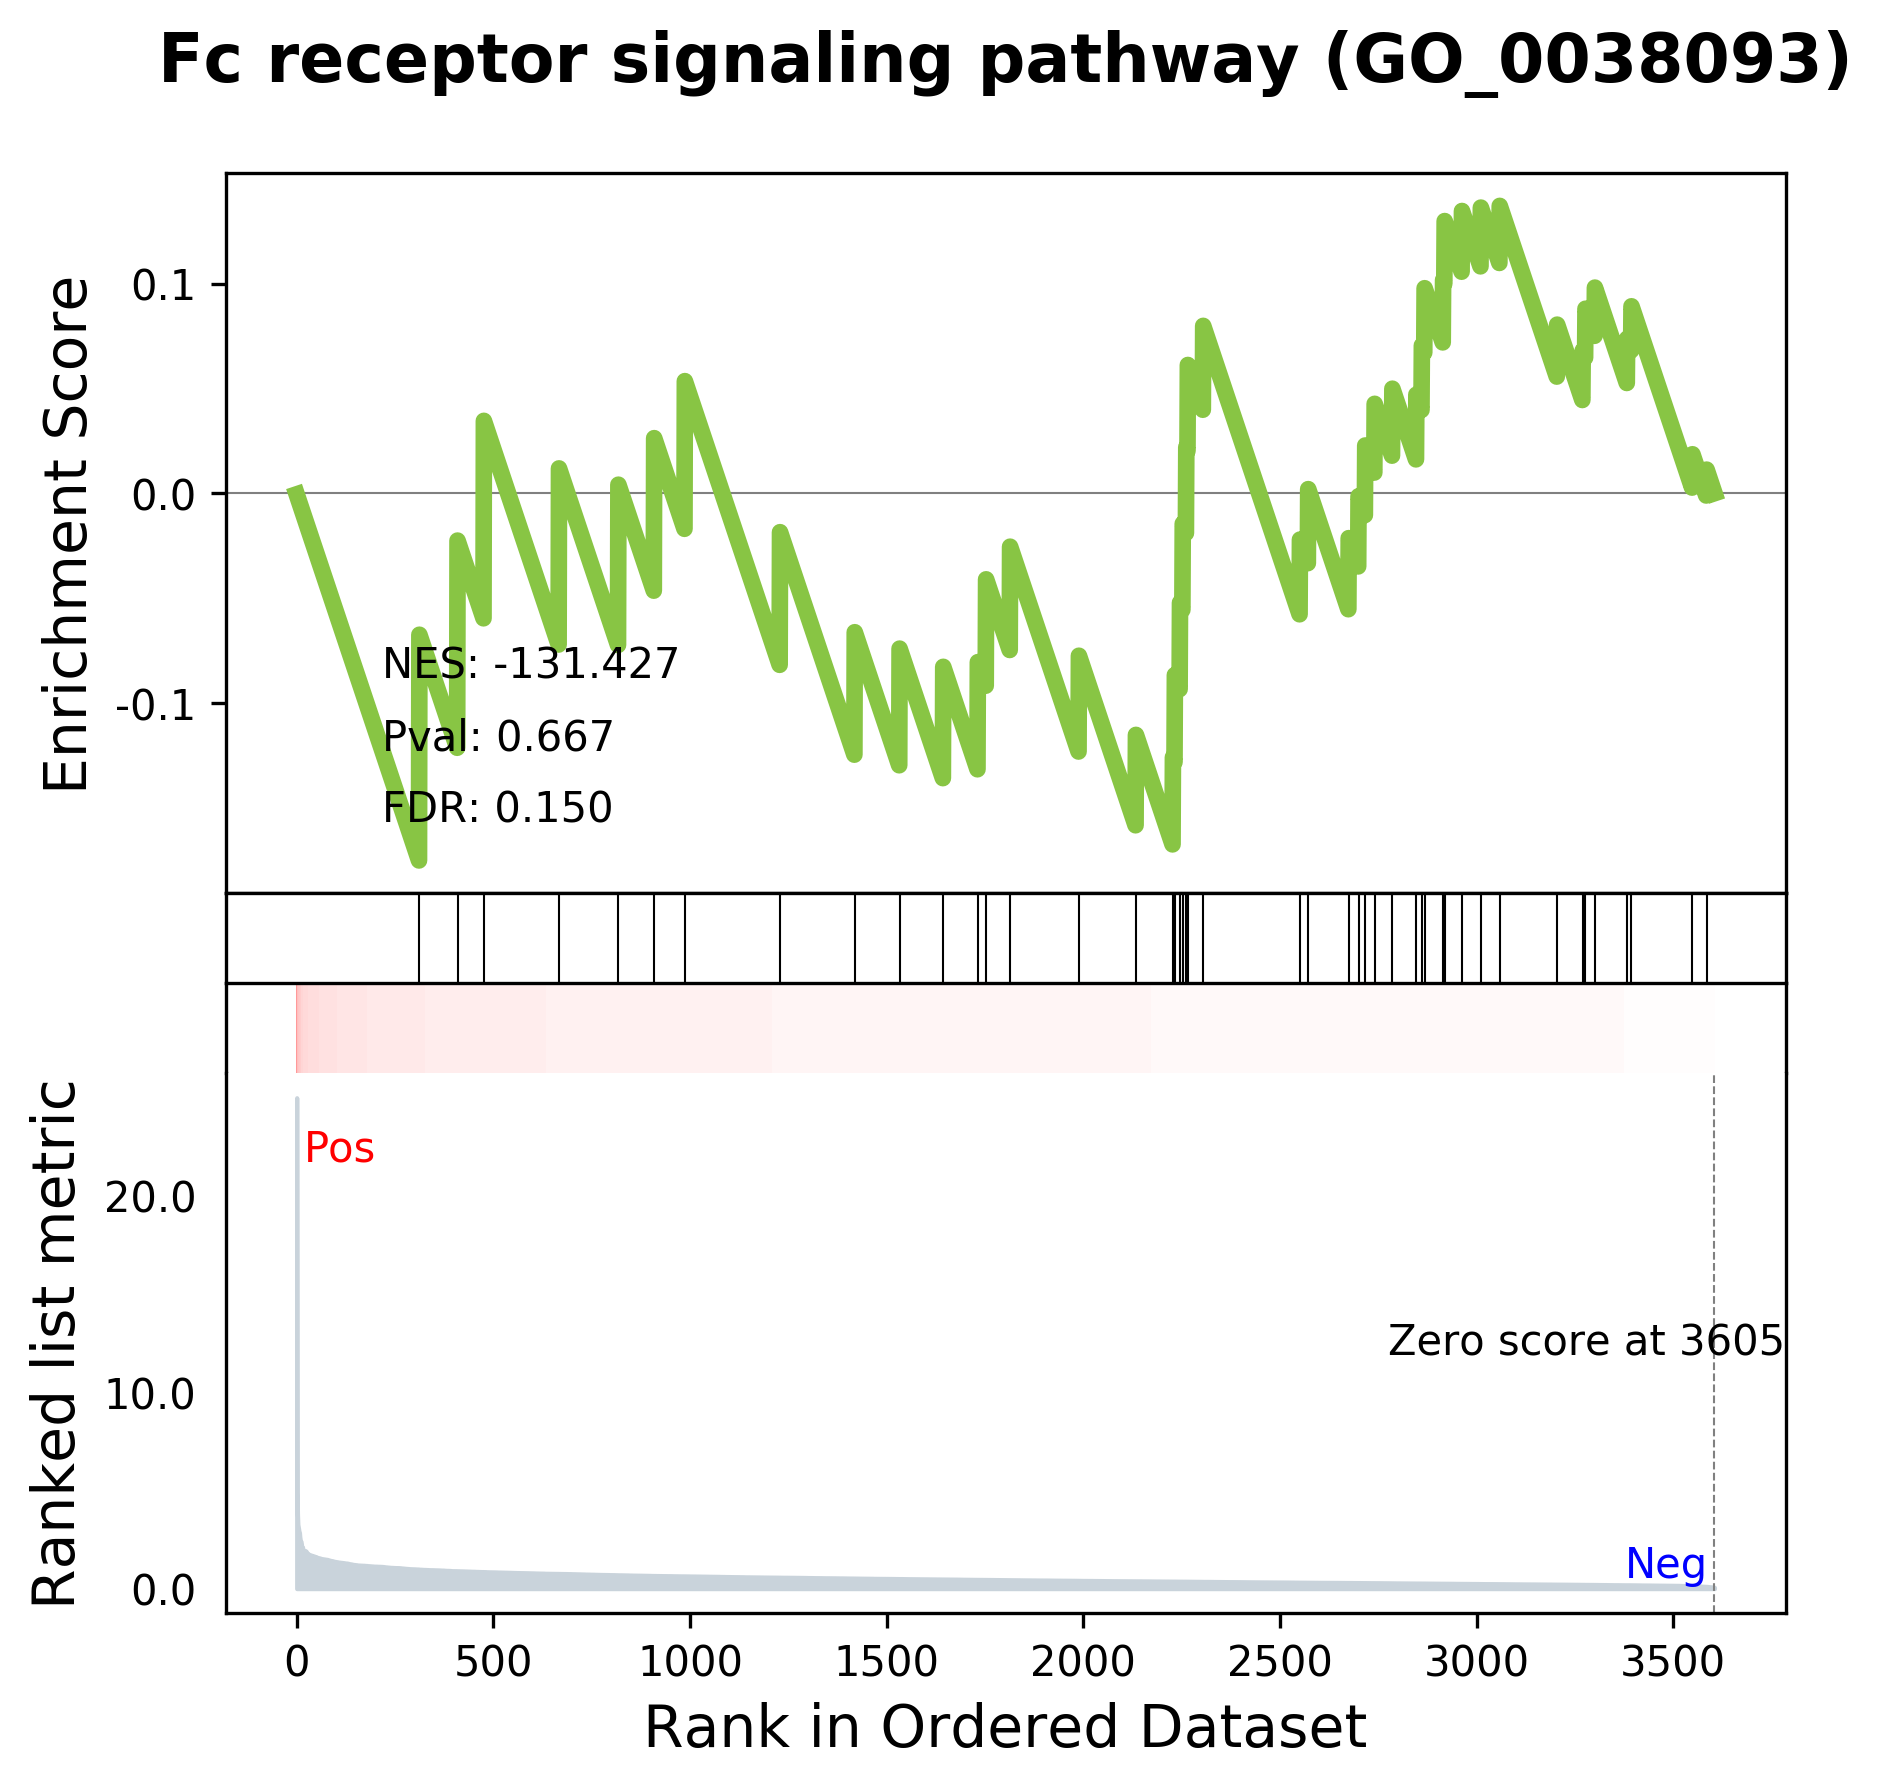 Fc receptor signaling pathway (GO_0038093)
Enrichment Score
0.1
0.0
-0.1
NES: -131.427
Pval: 0.667
FDR: 0.150
Ranked list metric
Pos
20.0
Zero score at 3605
10.0
Neg
0.0
0 500 1000 1500 2000 2500 3000 3500
Rank in Ordered Dataset